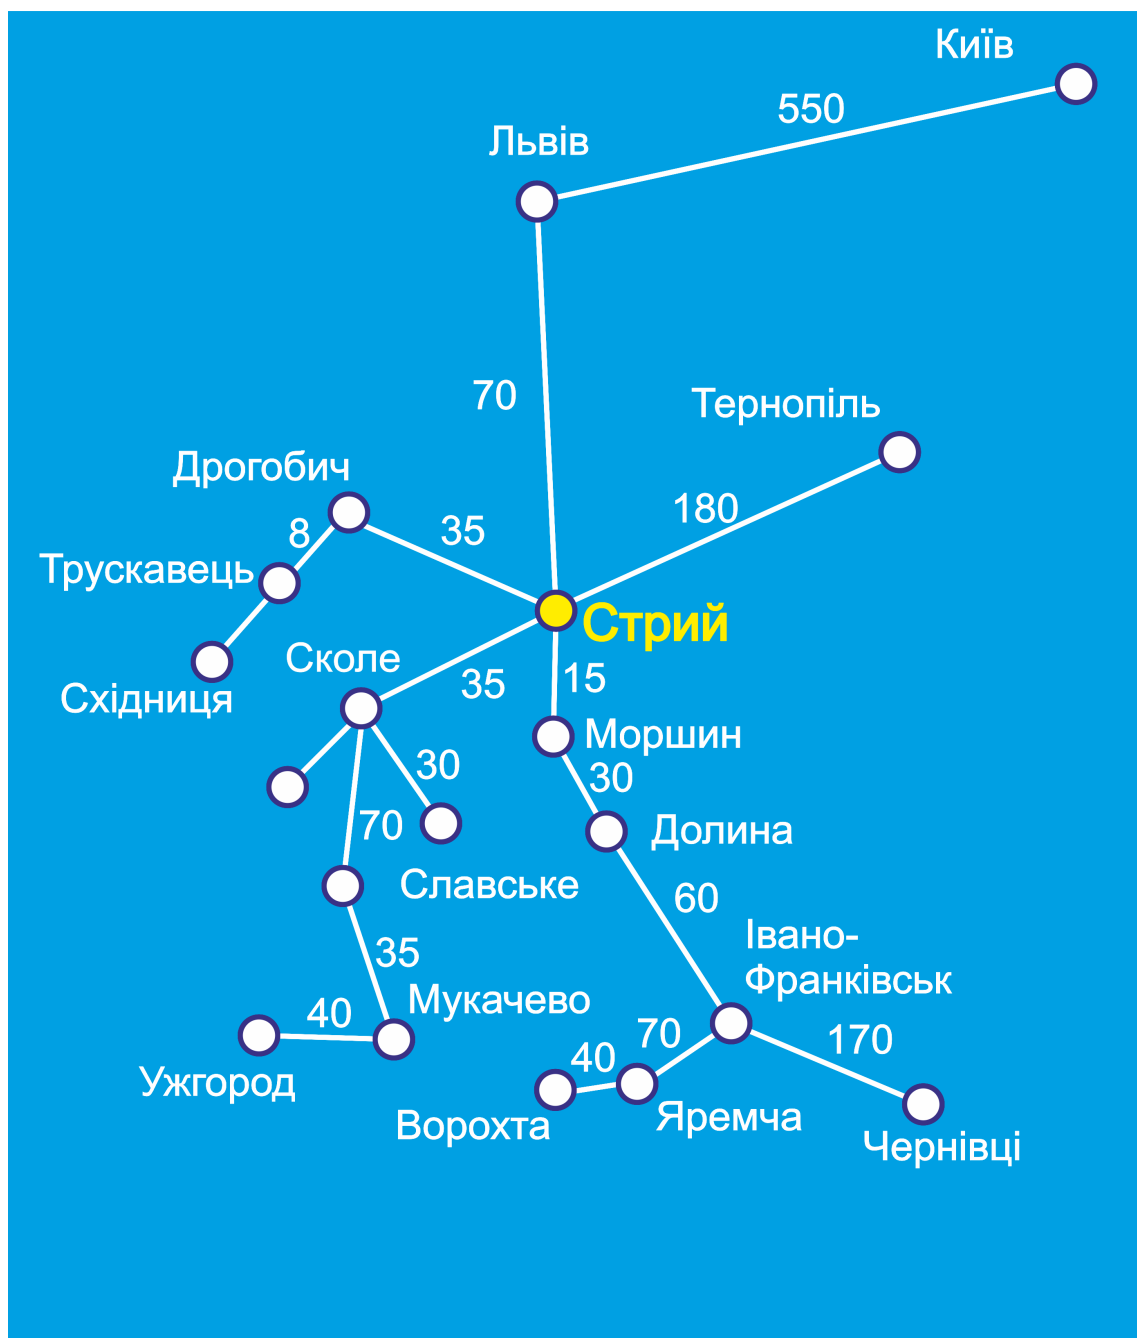 Київ
550
Львів
70
Тернопіль
Дрогобич
180
35
8
Трускавець
Стрий
Сколе
35
15
Східниця
Моршин
30
30
70
Долина
Славське
60
Івано-
Франківськ
35
Мукачево
40
70
170
40
Ужгород
Яремча
Ворохта
Чернівці